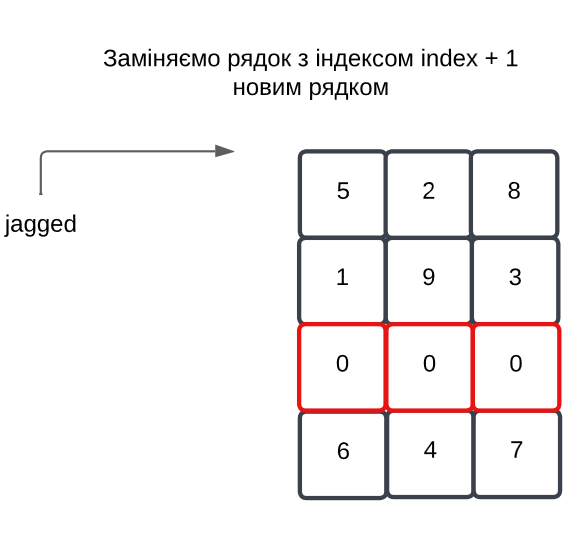 Заміняємо рядок з індексом index + 1
новим рядком
jagged
5 2 8
1 9 3
0 0 0
6 4 7